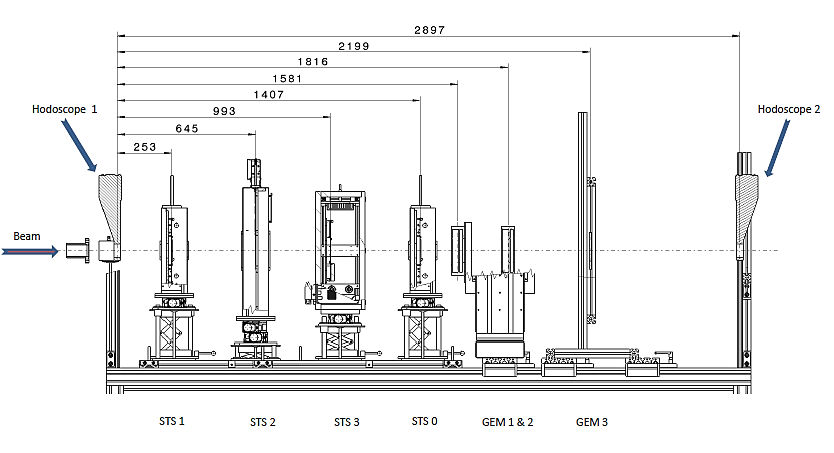 2897
2199
1816
1581
1407
993
645
253
Hodoscope 1
Hodoscope 2
Beam
STS 1
STS 2
STS 3
STS 0
GEM 1 & 2
GEM 3